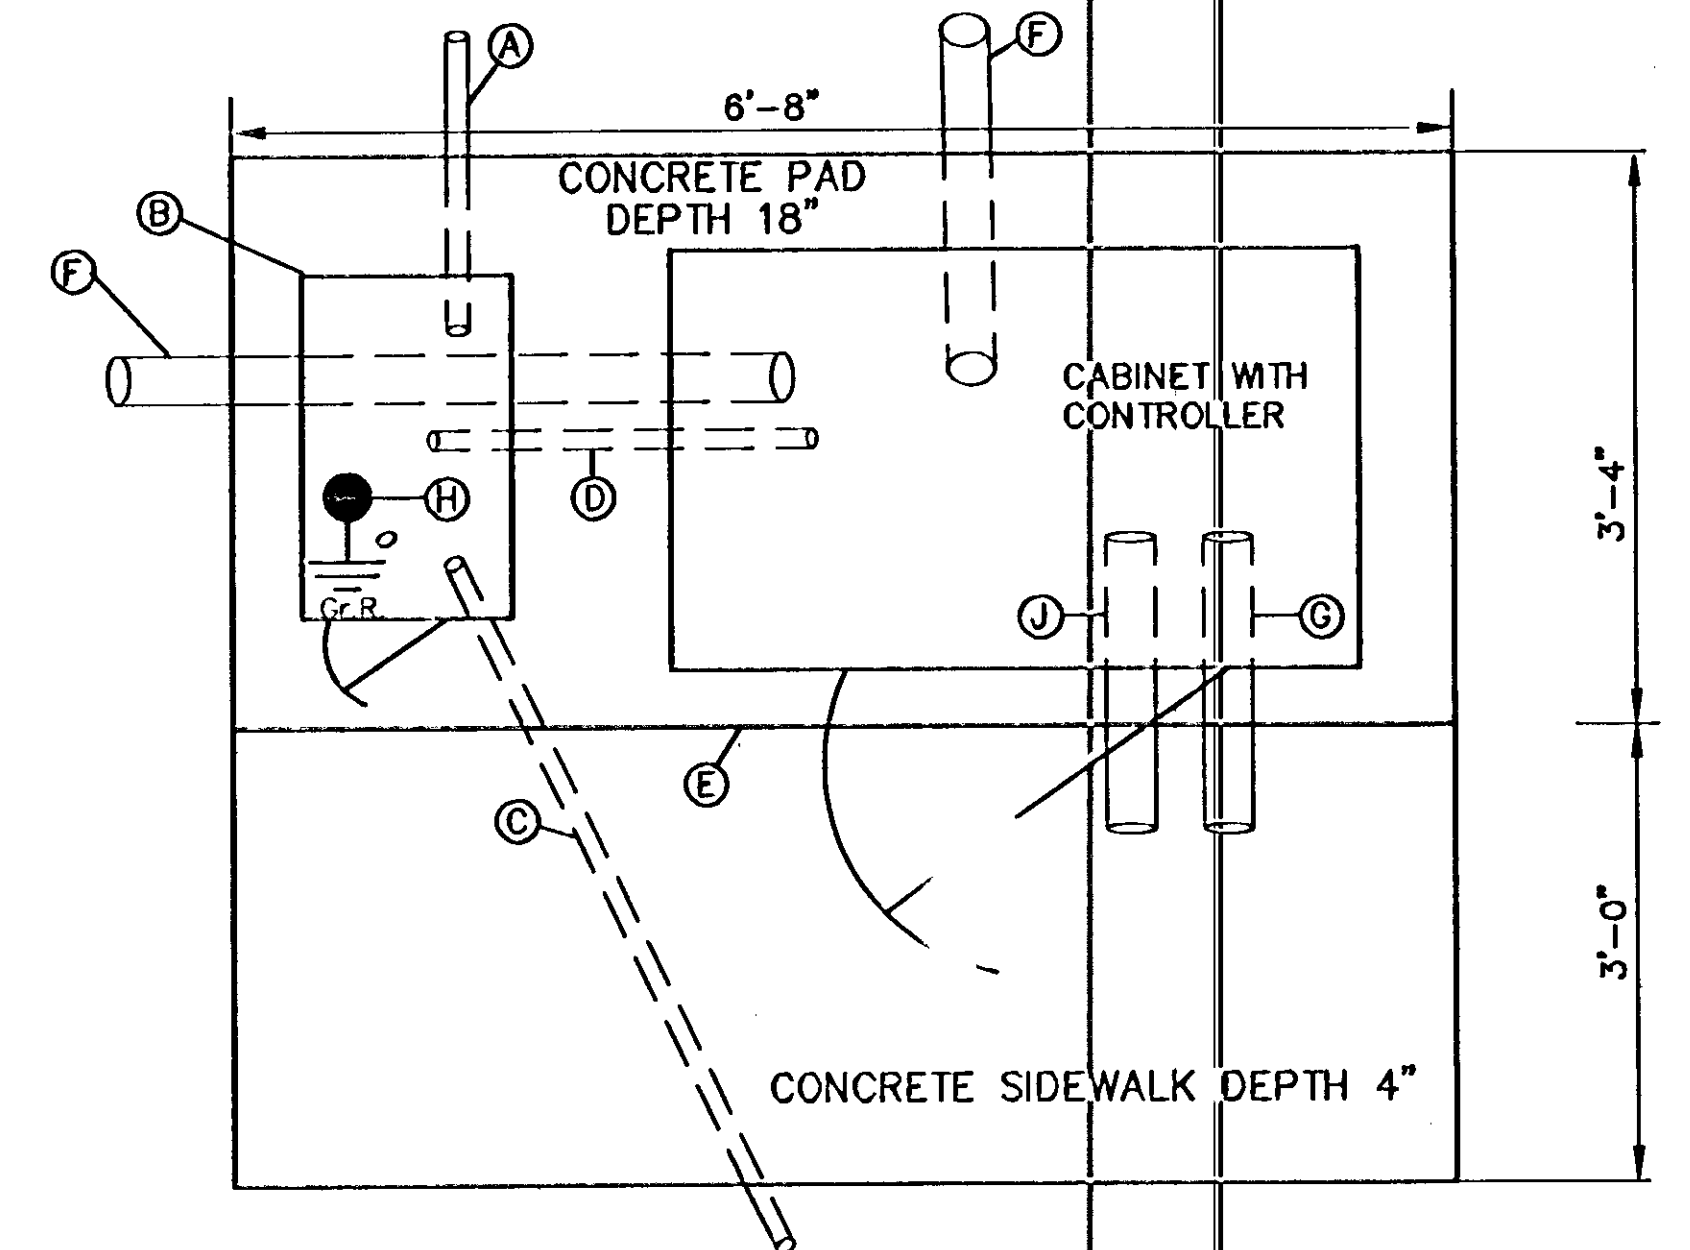 A
F
6'-8"
CONCRETE PAD
DEPTH 18"
B
F
CABINET WITH
CONTROLLER
3'-4"
H
D
Gr.R.
J
G
E
C
3'-0"
CONCRETE SIDEWALK DEPTH 4"